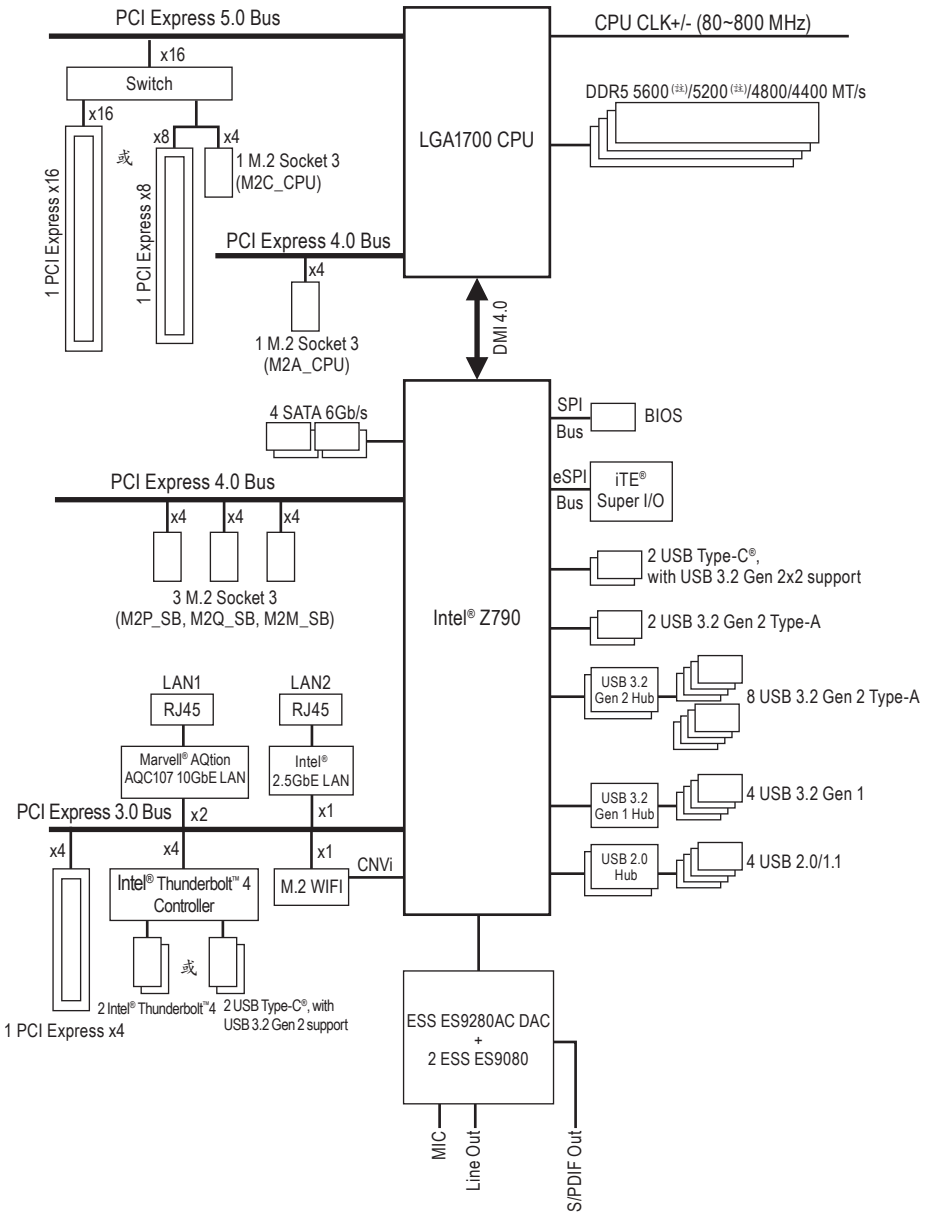 PCI Express 5.0 Bus
CPU CLK+/- (80~800 MHz)
x16
Switch
DDR5 5600 (註)/5200 (註)/4800/4400 MT/s
x16
x8
x4
LGA1700 CPU
或
1 M.2 Socket 3
(M2C_CPU)
1 PCI Express x16
1 PCI Express x8
PCI Express 4.0 Bus
x4
1 M.2 Socket 3
(M2A_CPU)
DMI 4.0
4 SATA 6Gb/s
SPI
Bus
BIOS
PCI Express 4.0 Bus
eSPI
Bus
iTE®
Super I/O
x4
x4
x4
3 M.2 Socket 3
(M2P_SB, M2Q_SB, M2M_SB)
2 USB Type-C®,
with USB 3.2 Gen 2x2 support
Intel® Z790
2 USB 3.2 Gen 2 Type-A
LAN1
RJ45
LAN2
RJ45
USB 3.2
Gen 2 Hub
8 USB 3.2 Gen 2 Type-A
Marvell® AQtion
AQC107 10GbE LAN
Intel®
2.5GbE LAN
PCI Express 3.0 Bus
x2
x1
USB 3.2
Gen 1 Hub
4 USB 3.2 Gen 1
x4
x4
x1
CNVi
USB 2.0
Hub
4 USB 2.0/1.1
Intel® Thunderbolt™ 4
Controller
M.2 WIFI
或
2 Intel® Thunderbolt™4
2 USB Type-C®, with
USB 3.2 Gen 2 support
1 PCI Express x4
ESS ES9280AC DAC
+
2 ESS ES9080
MIC
Line Out
S/PDIF Out